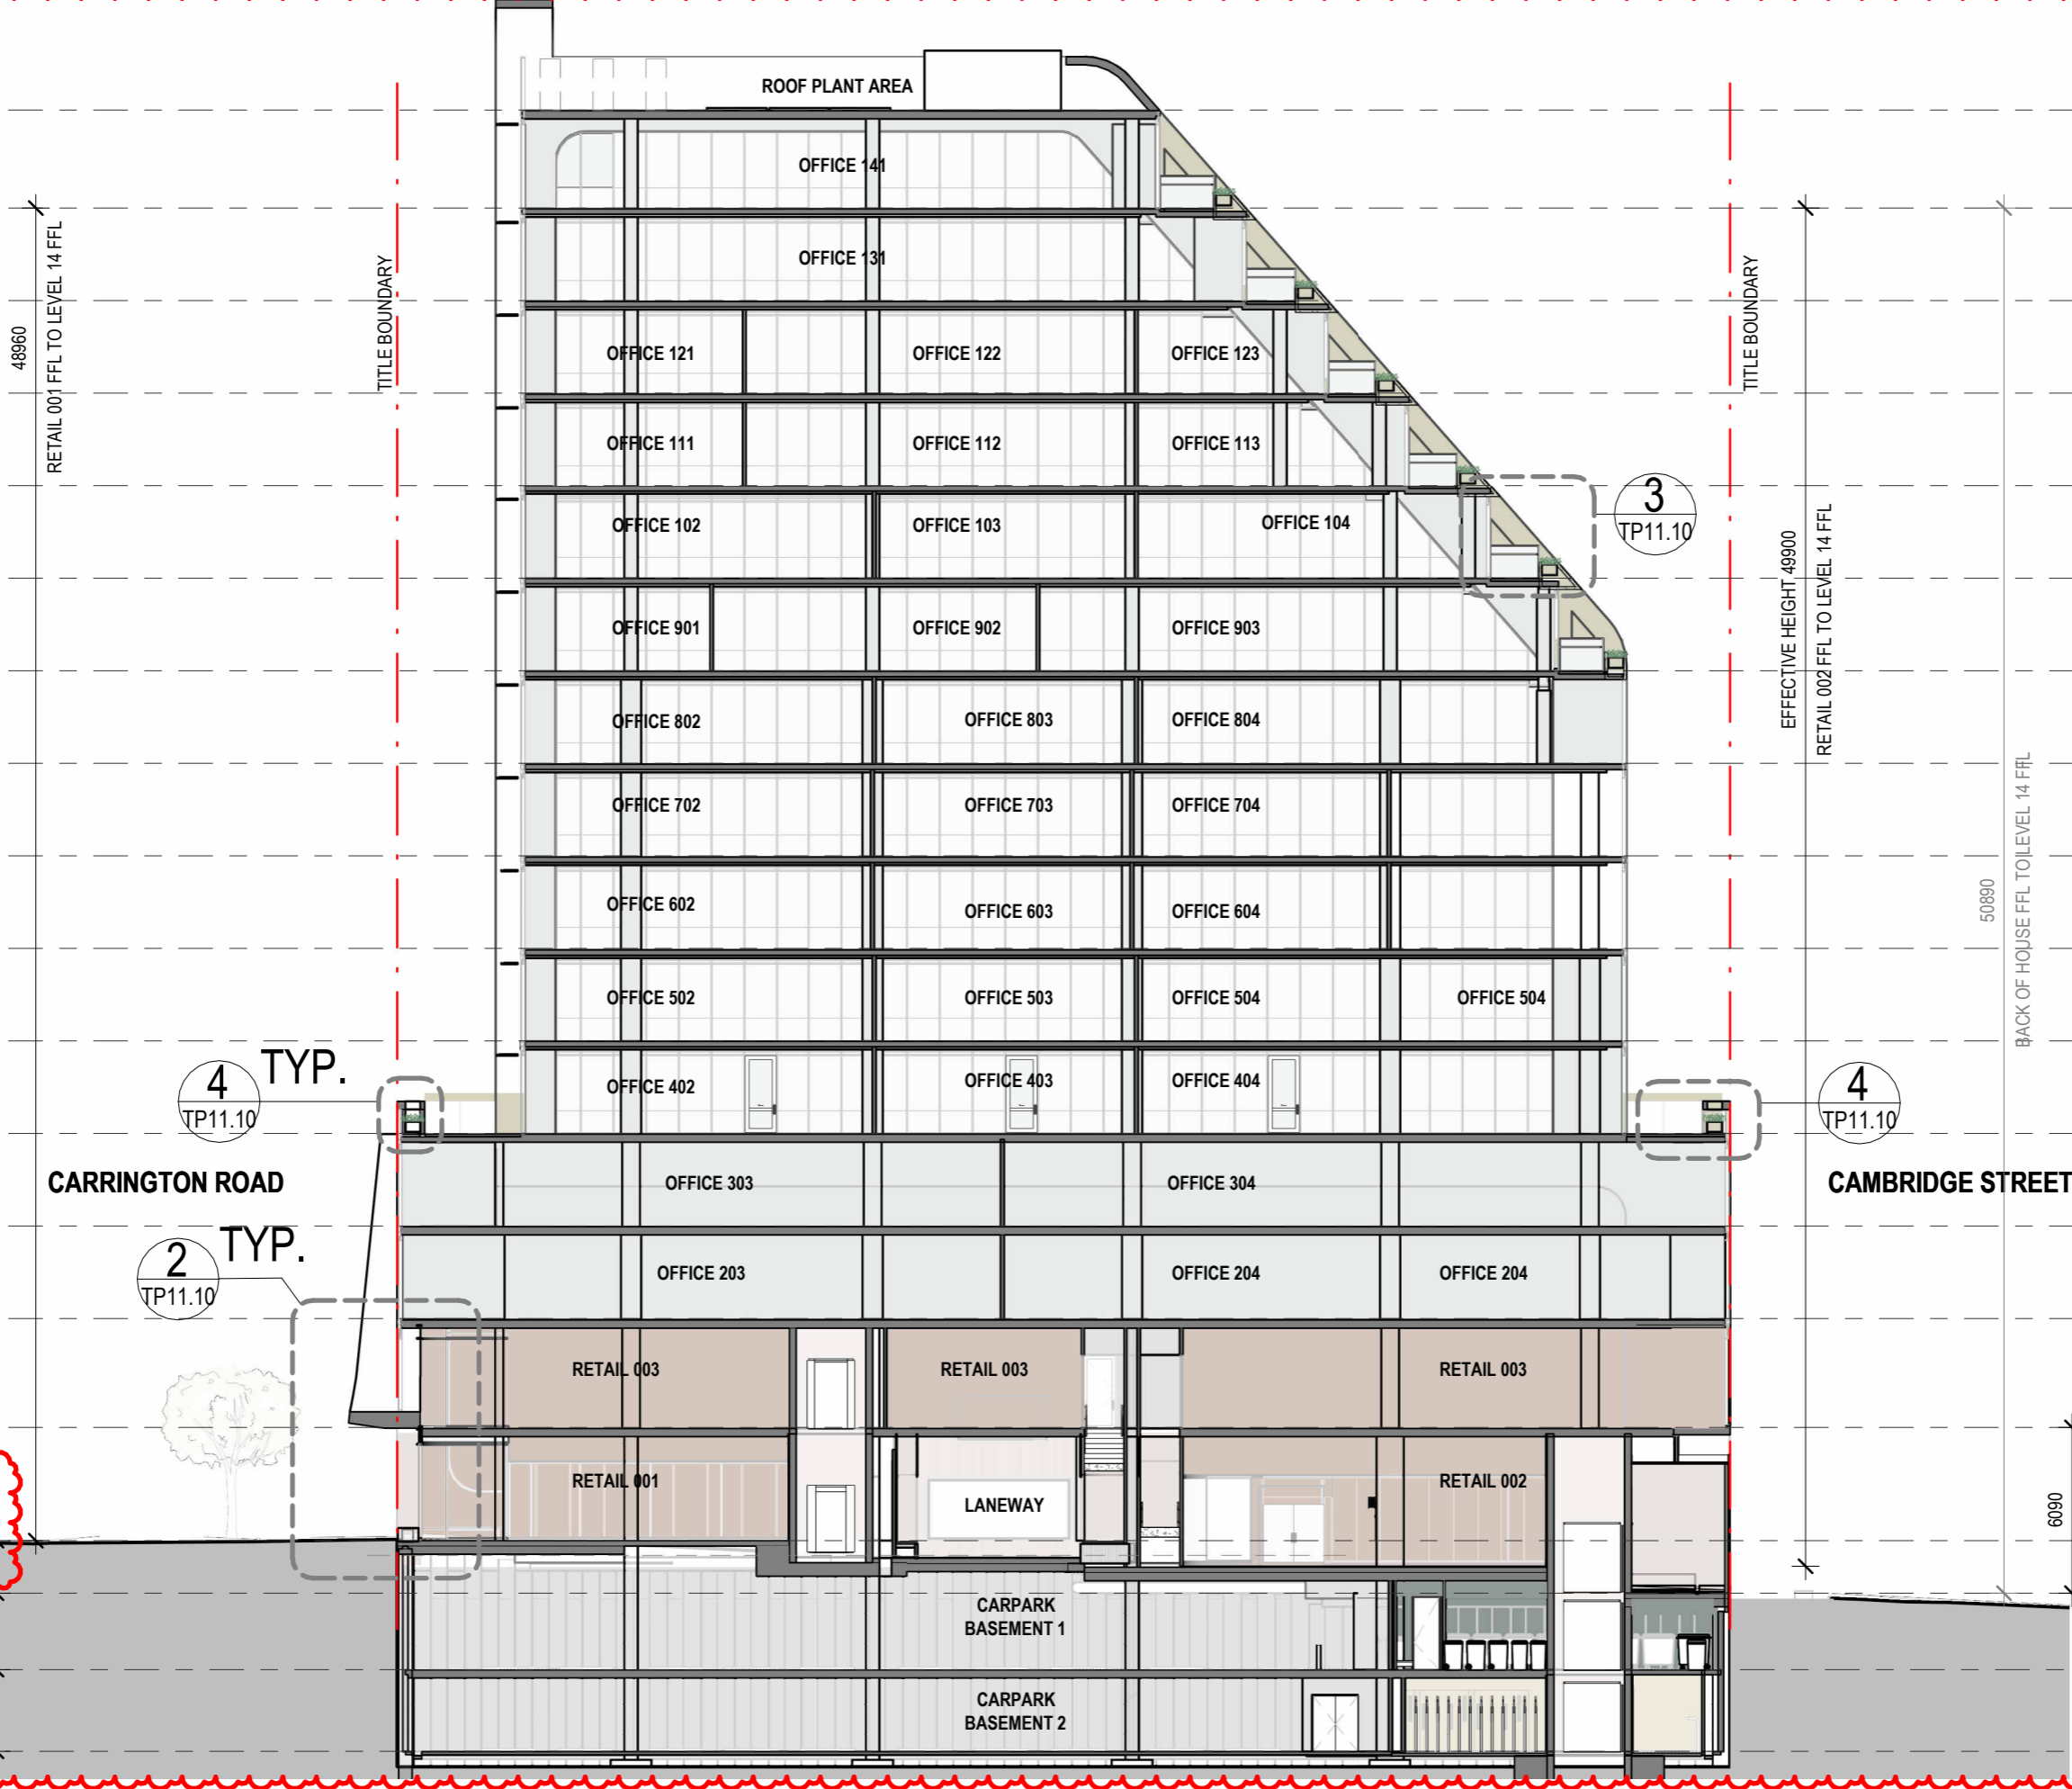 ROOF PLANT AREA
OFFICE 141
OFFICE 131
OFFICE 121
OFFICE 122
OFFICE 123
OFFICE 111
OFFICE 112
OFFICE 113
OFFICE 102
OFFICE 103
OFFICE 104
OFFICE 901
OFFICE 902
OFFICE 903
OFFICE 802
OFFICE 803
OFFICE 804
OFFICE 702
OFFICE 703
OFFICE 704
OFFICE 602
OFFICE 603
OFFICE 604
OFFICE 502
OFFICE 503
OFFICE 504
OFFICE 504
OFFICE 402
OFFICE 403
OFFICE 404
OFFICE 303
OFFICE 304
OFFICE 203
OFFICE 204
OFFICE 204
RETAIL 003
RETAIL 003
RETAIL 003
RETAIL 001
LANEWAY
RETAIL 002
CARPARK
BASEMENT 1
CARPARK
BASEMENT 2
48960
RETAIL 001 FFL TO LEVEL 14 FFL
TITLE BOUNDARY
TITLE BOUNDARY
EFFECTIVE HEIGHT 49900
RETAIL 002 FFL TO LEVEL 14 FFL
50890
BACK OF HOUSE FFL TO LEVEL 14 FFL
6090
3
TP11.10
4
TP11.10
TYP.
4
TP11.10
CARRINGTON ROAD
CAMBRIDGE STREET
2
TP11.10
TYP.